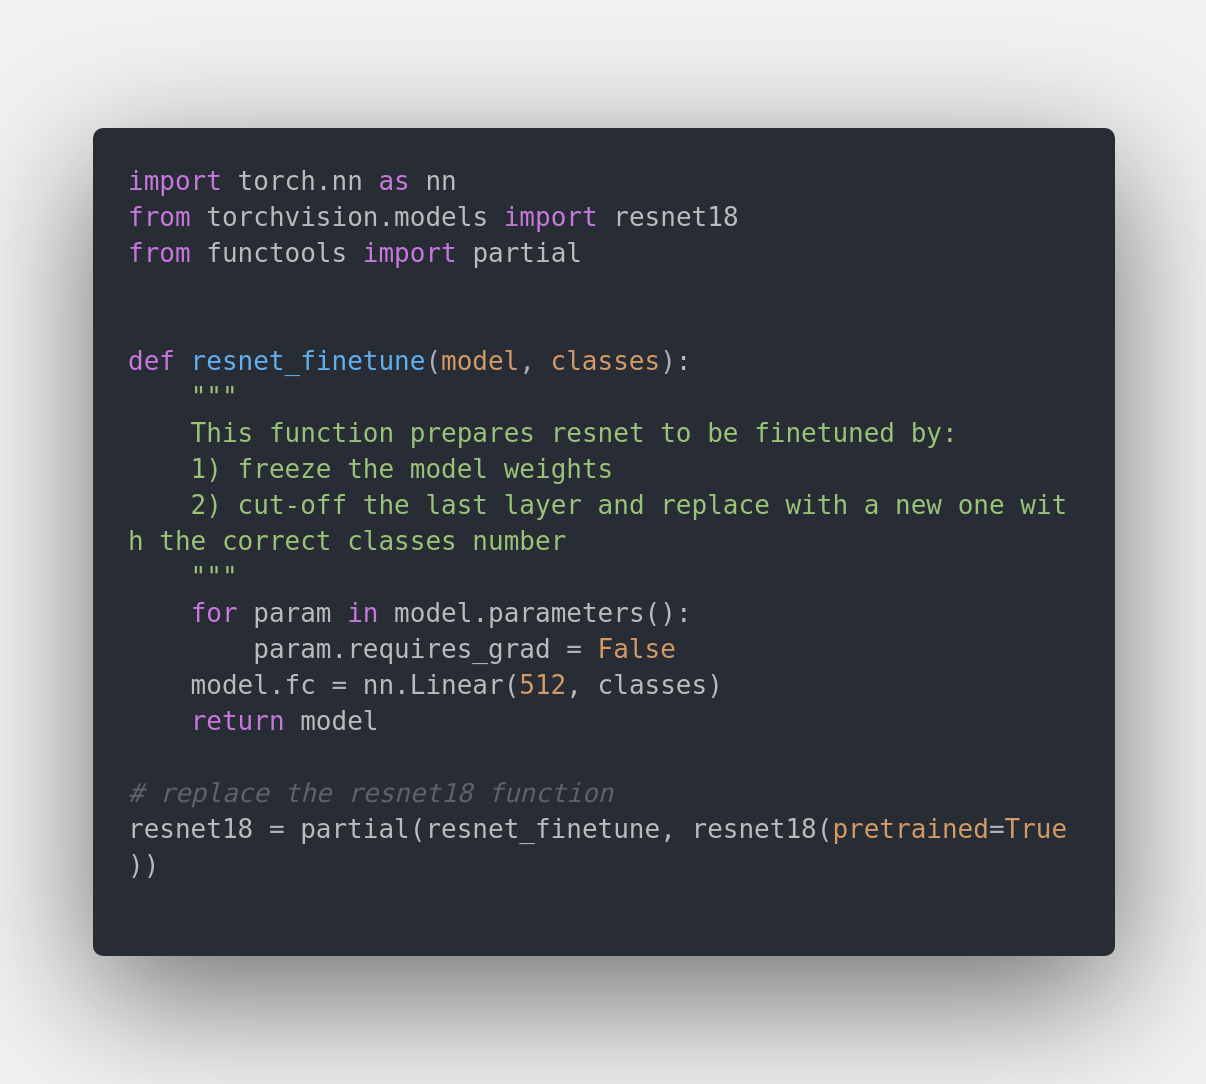 import torch.nn as nn
from torchvision.models import resnet18
from functools import partial
def resnet_finetune(model, classes):
    """
    This function prepares resnet to be finetuned by:
    1) freeze the model weights
    2) cut-off the last layer and replace with a new one wit
h the correct classes number
    """
    for param in model.parameters():
        param.requires_grad = False
    model.fc = nn.Linear(512, classes)
    return model
# replace the resnet18 function
resnet18 = partial(resnet_finetune, resnet18(pretrained=True
))